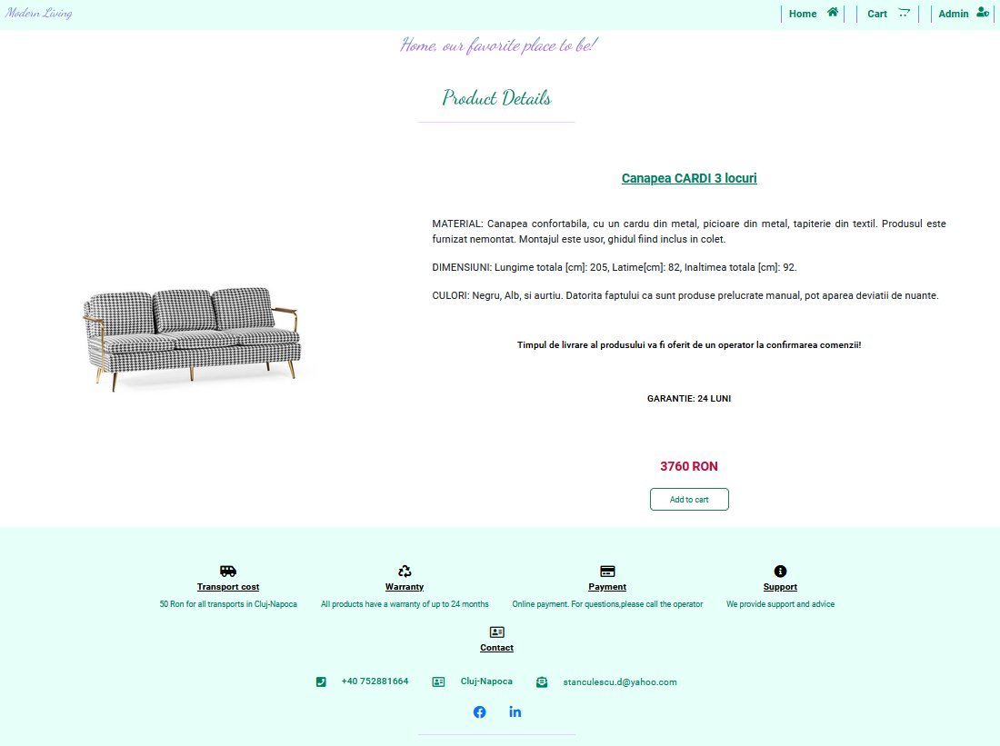 Modern Living
Home
Cart
Admin
Home, our favorite place to be!
Product Details
Canapea CARDI 3 locuri
MATERIAL: Canapea confortabila, cu un cardu din metal, picioare din metal, tapiterie din textil. Produsul este
furnizat nemontat. Montajul este usor, ghidul fiind inclus in colet.
DIMENSIUNI: Lungime totala [cm]: 205, Latime[cm]: 82, Inaltimea totala [cm]: 92.
CULORI: Negru, Alb, si aurtiu. Datorita faptului ca sunt produse prelucrate manual, pot aparea deviatii de nuante.
Timpul de livrare al produsului va fi oferit de un operator la confirmarea comenzii!
GARANTIE: 24 LUNI
3760 RON
Add to cart
Transport cost
50 Ron for all transports in Cluj-Napoca
Warranty
All products have a warranty of up to 24 months
Payment
Online payment. For questions,please call the operator
Support
We provide support and advice
Contact
+40 752881664
Cluj-Napoca
stanculescu.d@yahoo.com